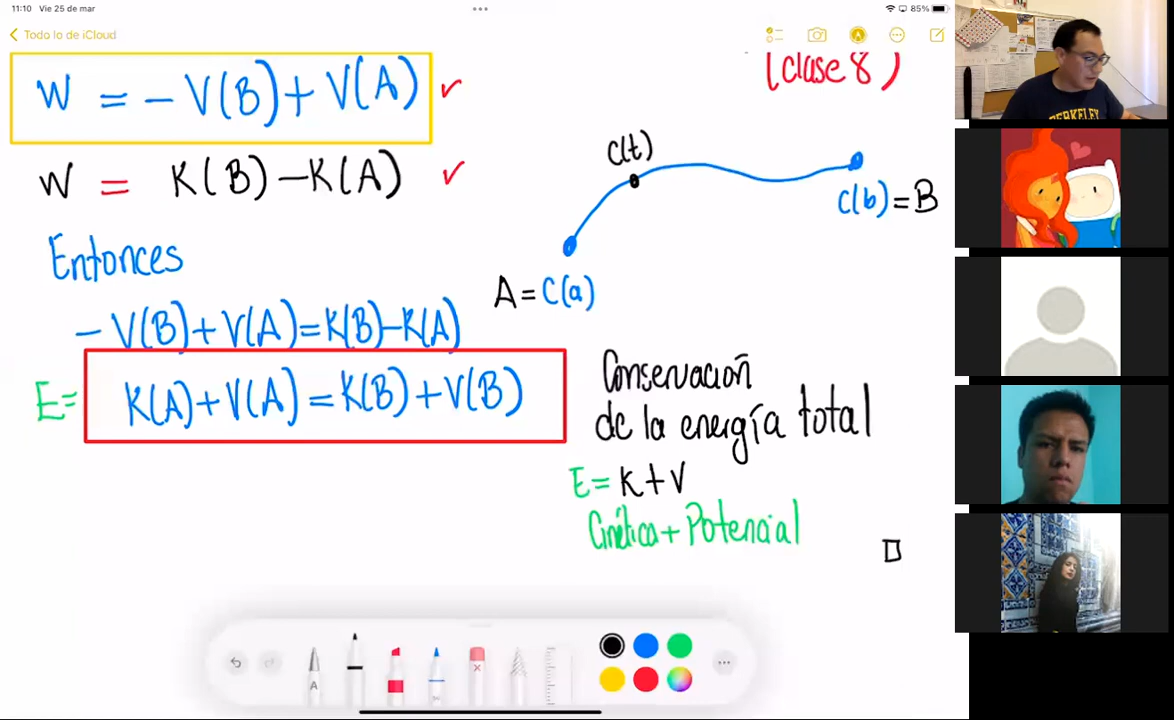 11:10 Vie 25 de mar
85%
Todo lo de iCloud
W = -V(B)+V(A) ✓
(clase 8)
W = K(B)-K(A) ✓
C(t)
C(b)=B
A=C(a)
Entonces
-V(B)+V(A)=K(B)-K(A)
E= K(A)+V(A)=K(B)+V(B)
Conservación
de la energía total
E=K+V
Cinética+Potencial
A
BERKELEY